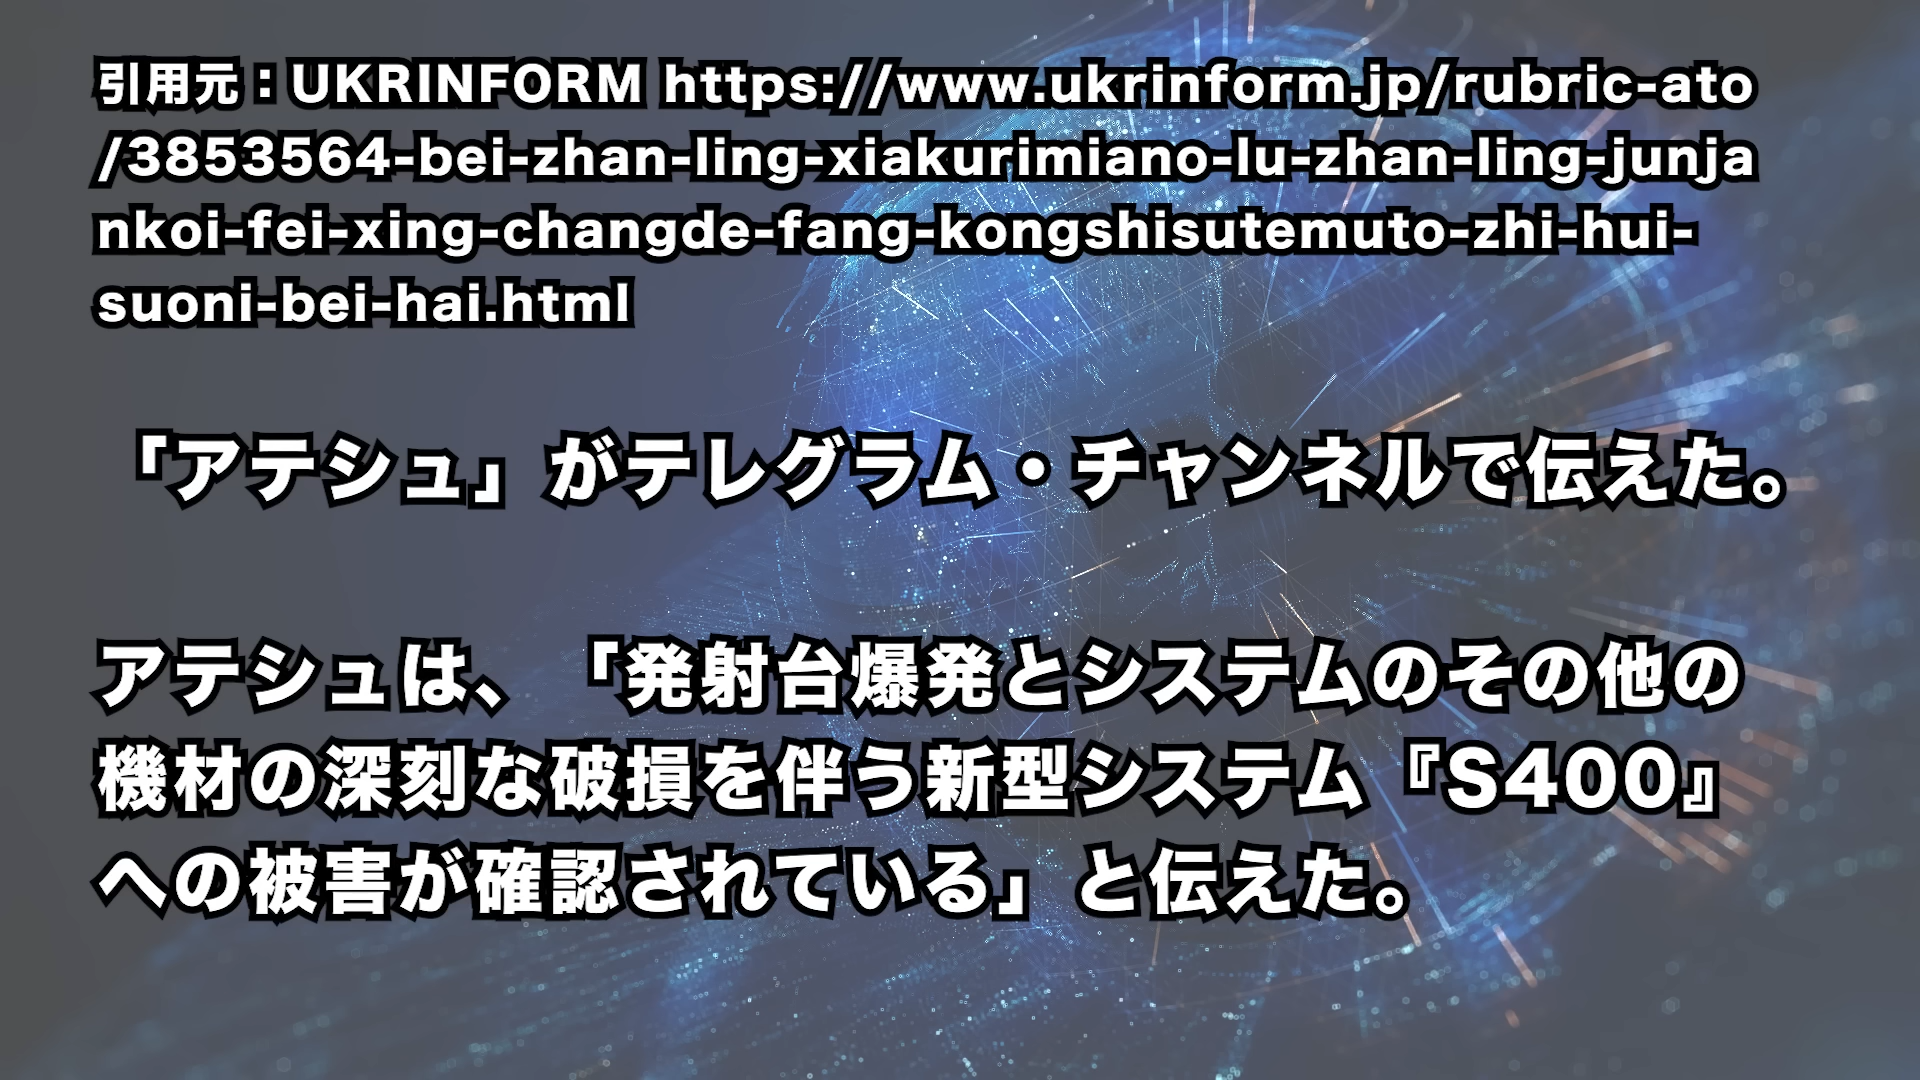 引用元：UKRINFORM https://www.ukrinform.jp/rubric-ato
/3853564-bei-zhan-ling-xiakurimiano-lu-zhan-ling-junja
nkoi-fei-xing-changde-fang-kongshisutemuto-zhi-hui-
suoni-bei-hai.html
「アテシュ」がテレグラム・チャンネルで伝えた。
アテシュは、「発射台爆発とシステムのその他の
機材の深刻な破損を伴う新型システム『S400』
への被害が確認されている」と伝えた。